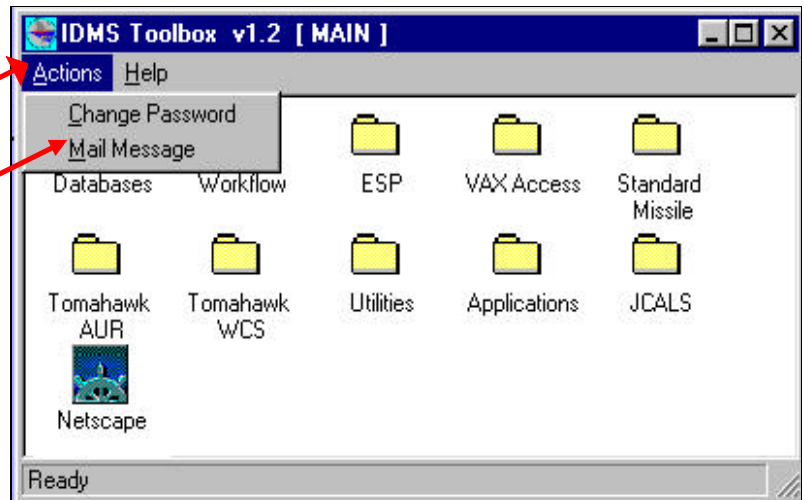 IDMS Toolbox v1.2 [ MAIN ]
Actions Help
Change Password
Mail Message
Databases Workflow ESP VAX Access Standard Missile
Tomahawk AUR Tomahawk WCS Utilities Applications JCALS
Netscape
Ready